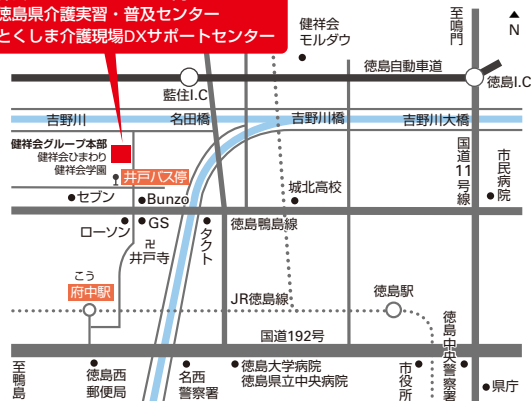 徳島県介護実習・普及センター
とくしま介護現場DXサポートセンター
健祥会
モルダウ
至鳴門
N
徳島自動車道
藍住I.C
徳島I.C
吉野川
名田橋
吉野川橋
吉野川大橋
健祥会グループ本部
健祥会ひまわり
健祥会学園
井戸バス停
国道11号線
市民病院
セブン
Bunzo
城北高校
ローソン
GS
タクト
徳島鴨島線
卍
井戸寺
こう
府中駅
JR徳島線
徳島駅
国道192号
徳島中央警察署
至鴨島
徳島西
郵便局
名西
警察署
徳島大学病院
徳島県立中央病院
市役所
県庁